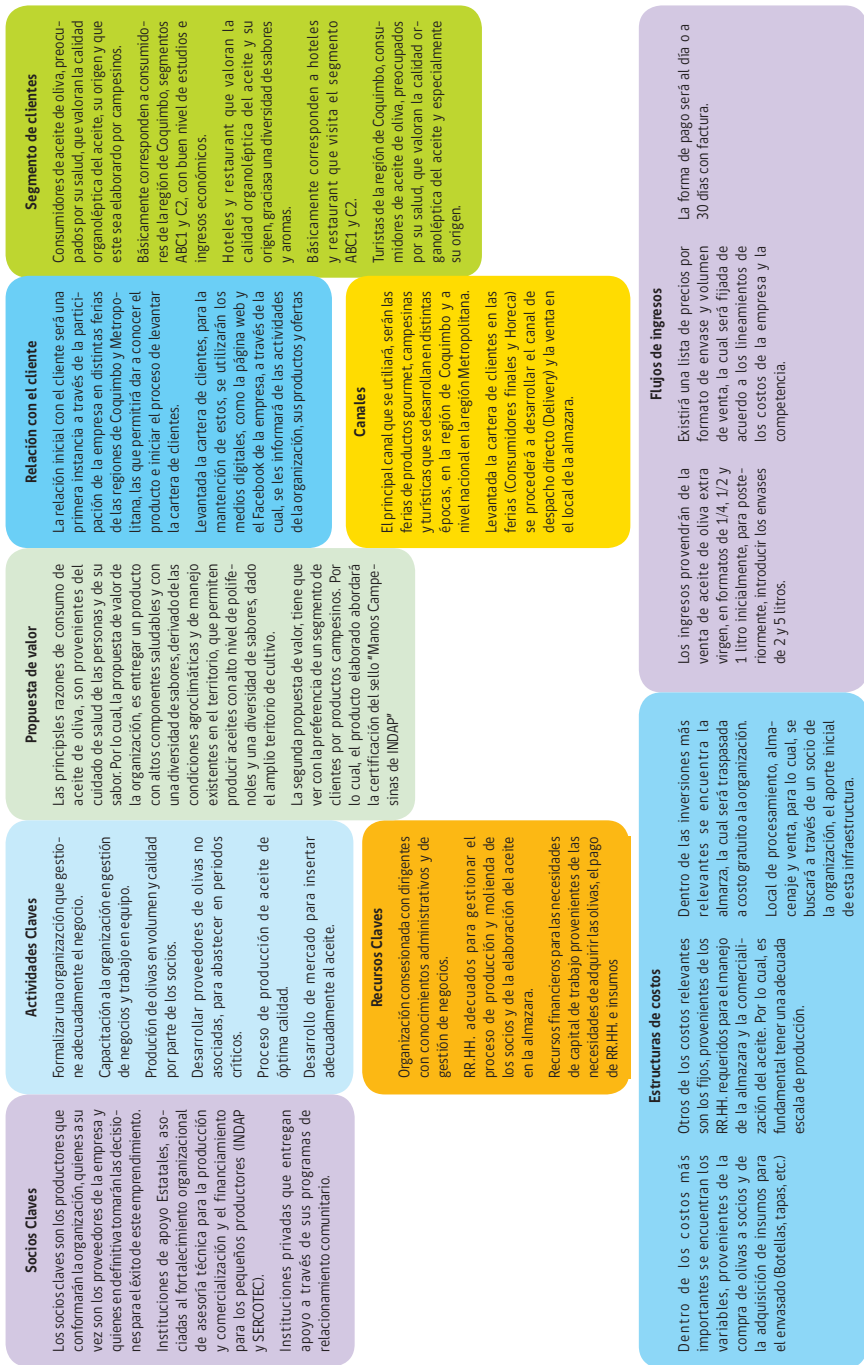 Socios Claves
Los socios claves son los productores que
conformarán la organización, quienes a su
vez son los proveedores de la empresa y
quienes en definitiva tomarán las decisio-
nes para el éxito de este emprendimiento.
Instituciones de apoyo Estatales, aso-
ciadas al fortalecimiento organizacional
de asesoría técnica para la producción
y comercialización y el financiamiento
para los pequeños productores (INDAP
y SERCOTEC).
Instituciones privadas que entregan
apoyo a través de sus programas de
relacionamiento comunitario.
Actividades Claves
Formalizar una organizazción que gestio-
ne adecuadamente el negocio.
Capacitación a la organización en gestión
de negocios y trabajo en equipo.
Produción de olivas en volumen y calidad
por parte de los socios.
Desarrollar proveedores de olivas no
asociadas, para abastecer en periodos
críticos.
Proceso de producción de aceite de
óptima calidad.
Desarrollo de mercado para insertar
adecuadamente al aceite.
Recursos Claves
Organización consesionada con dirigentes
con conocimientos administrativos y de
gestión de negocios.
RR.HH. adecuados para gestionar el
proceso de producción y molienda de
los socios y de la elaboración del aceite
en la almazara.
Recursos financieros para las necesidades
de capital de trabajo provenientes de las
necesidades de adquirir las olivas, el pago
de RR.HH. e insumos
Propuesta de valor
Las principsles razones de consumo de
aceite de oliva, son provenientes del
cuidado de salud de las personas y de su
sabor. Por lo cual, la propuesta de valor de
la organización, es entregar un producto
con altos componentes saludables y con
una diversidad de sabores, derivado de las
condiciones agroclimáticas y de manejo
existentes en el territorio, que permiten
producir aceites con alto nivel de polife-
noles y una diversidad de sabores, dado
el amplio territorio de cultivo.
La segunda propuesta de valor, tiene que
ver con la preferencia de un segmento de
clientes por productos campesinos. Por
lo cual, el producto elaborado abordará
la certificación del sello "Manos Campe-
sinas de INDAP"
Relación con el cliente
La relación inicial con el cliente será una
primera instancia a través de la partici-
pación de la empresa en distintas ferias
de las regiones de Coquimbo y Metropo-
litana, las que permitirá dar a conocer el
producto e iniciar el proceso de levantar
la cartera de clientes.
Levantada la cartera de clientes, para la
mantención de estos, se utilizarán los
medios digitales, como la página web y
el Facebook de la empresa, a través de la
cual, se les informará de las actividades
de la organización, sus productos y ofertas
Canales
El principal canal que se utiliará, serán las
ferias de productos gourmet, campesinas
y turísticas que se desarrollan en distintas
épocas, en la región de Coquimbo y a
nivel nacional en la región Metropolitana.
Levantada la cartera de clientes en las
ferias (Consumidores finales y Horeca)
se procederá a desarrollar el canal de
despacho directo (Delivery) y la venta en
el local de la almazara.
Segmento de clientes
Consumidores de aceite de oliva, preocu-
pados por su salud, que valoran la calidad
organoléptica del aceite, su origen y que
este sea elaborardo por campesinos.
Básicamente corresponden a consumido-
res de la región de Coquimbo, segmentos
ABC1 y C2, con buen nivel de estudios e
ingresos económicos.
Hoteles y restaurant que valoran la
calidad organoléptica del aceite y su
origen, graciasa una diversidad de sabores
y aromas.
Básicamente corresponden a hoteles
y restaurant que visita el segmento
ABC1 y C2.
Turistas de la región de Coquimbo, consu-
midores de aceite de oliva, preocupados
por su salud, que valoran la calidad or-
ganoléptica del aceite y especialmente
su origen.
Estructuras de costos
Dentro de los costos más
importantes se encuentran los
variables, provenientes de la
compra de olivas a socios y de
la adquisición de insumos para
el envasado (Botellas, tapas, etc.)
Otros de los costos relevantes
son los fijos, provenientes de los
RR.HH. requeridos para el manejo
de la almazara y la comerciali-
zación del aceite. Por lo cual, es
fundamental tener una adecuada
escala de producción.
Dentro de las inversiones más
relevantes se encuentra la
almarza, la cual será traspasada
a costo gratuito a la organización.
Local de procesamiento, alma-
cenaje y venta, para lo cual, se
buscará a través de un socio de
la organización, el aporte inicial
de esta infraestructura.
Flujos de ingresos
Los ingresos provendrán de la
venta de aceite de oliva extra
virgen, en formatos de 1/4, 1/2 y
1 litro inicialmente, para poste-
riormente, introducir los envases
de 2 y 5 litros.
Existirá una lista de precios por
formato de envase y volumen
de venta, la cual será fijada de
acuerdo a los lineamientos de
los costos de la empresa y la
competencia.
La forma de pago será al día o a
30 días con factura.